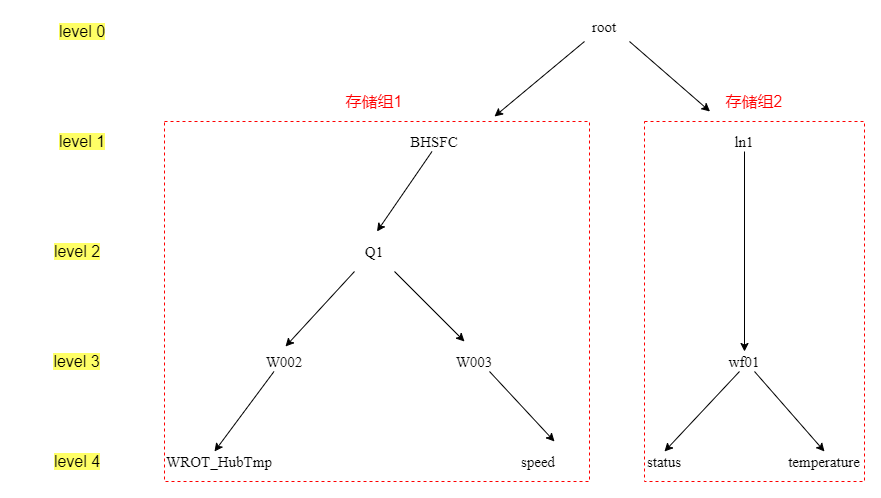 level 0
root
存储组1
存储组2
level 1
BHSFC
ln1
level 2
Q1
level 3
W002
W003
wf01
level 4
WROT_HubTmp
speed
status
temperature